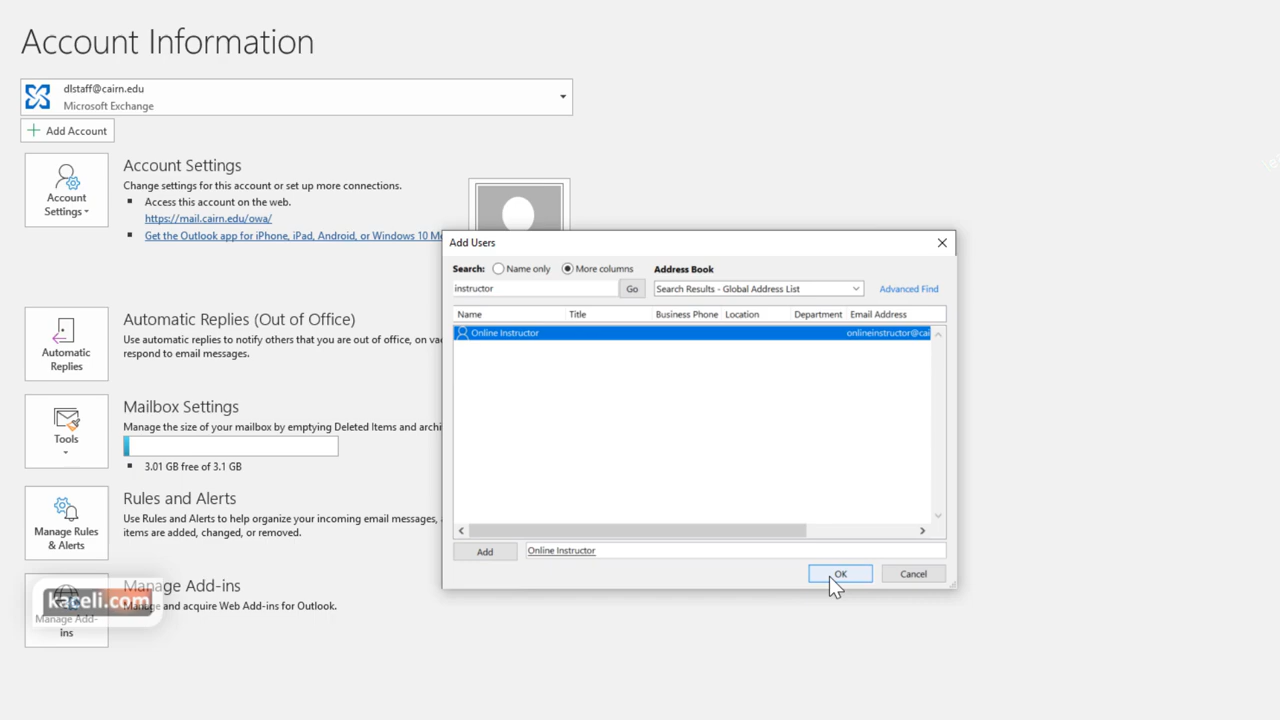 Account Information
dlstaff@cairn.edu
Microsoft Exchange
Add Account
Account Settings
Account Settings
Change settings for this account or set up more connections.
Access this account on the web.
https://mail.cairn.edu/owa/
Get the Outlook app for iPhone, iPad, Android, or Windows 10 M
Automatic Replies
Automatic Replies (Out of Office)
Use automatic replies to notify others that you are out of office, on va
respond to email messages.
Tools
Mailbox Settings
Manage the size of your mailbox by emptying Deleted Items and archi
3.01 GB free of 3.1 GB
Manage Rules & Alerts
Rules and Alerts
Use Rules and Alerts to help organize your incoming email messages,
items are added, changed, or removed.
Manage Add-ins
Manage Add-ins
Manage and acquire Web Add-ins for Outlook.
kaceli.com
Add Users
Search: Name only More columns Address Book
instructor Go Search Results - Global Address List Advanced Find
Name Title Business Phone Location Department Email Address
Online Instructor onlineinstructor@cai
Add Online Instructor
OK Cancel